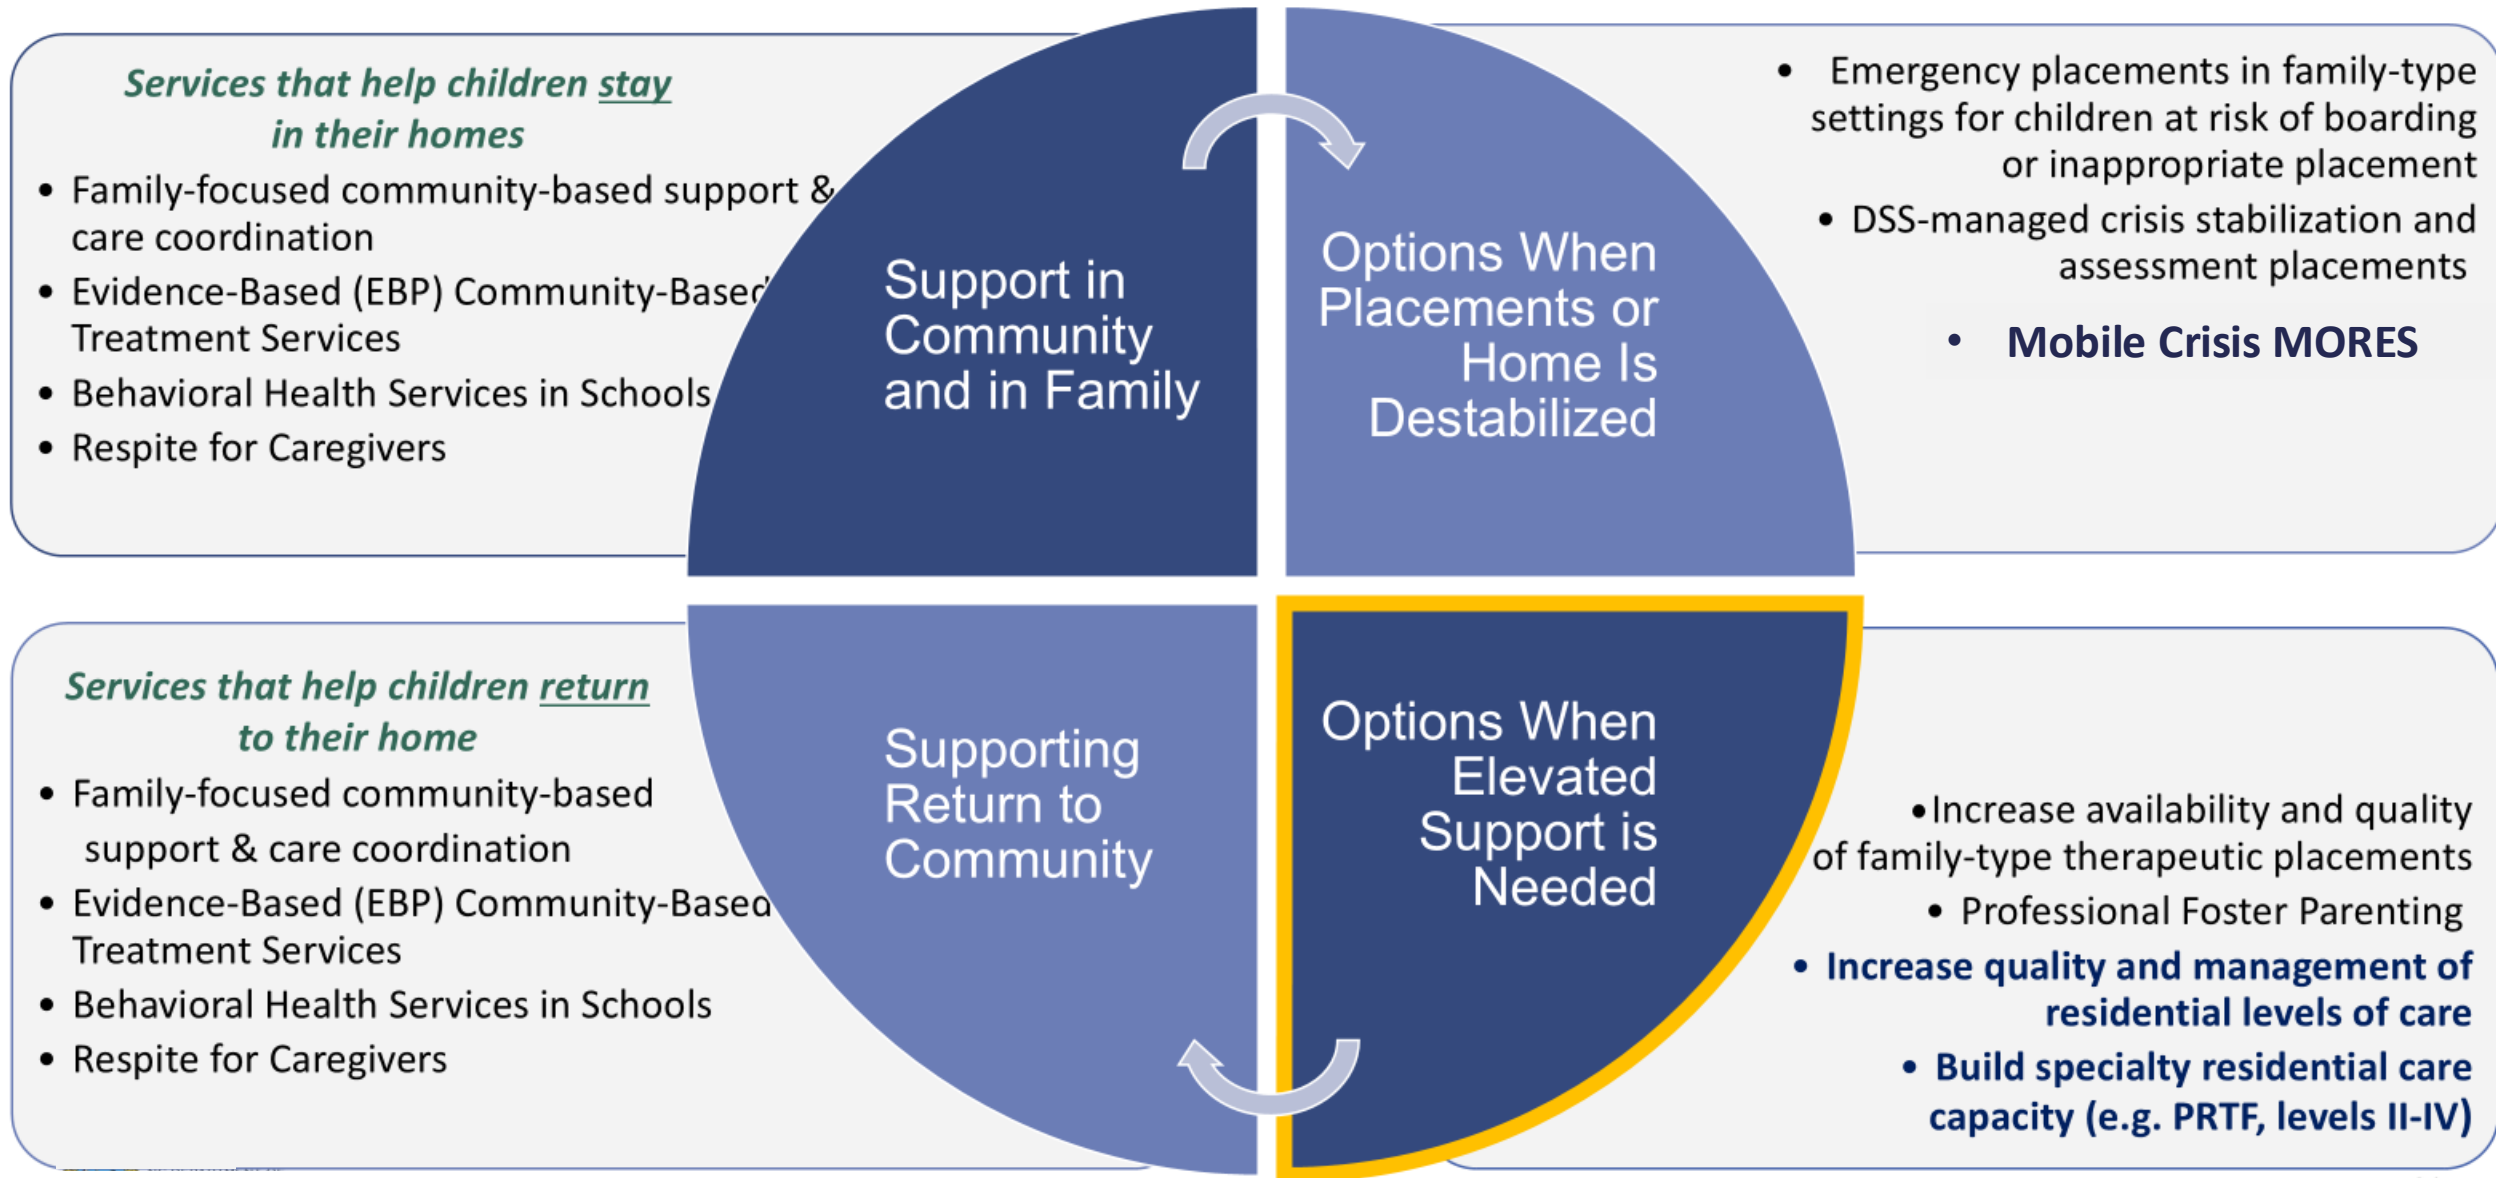 Services that help children stay
in their homes
• Family-focused community-based support &
care coordination
• Evidence-Based (EBP) Community-Based
Treatment Services
• Behavioral Health Services in Schools
• Respite for Caregivers
Support in
Community
and in Family
Options When
Placements or
Home Is
Destabilized
• Emergency placements in family-type
settings for children at risk of boarding
or inappropriate placement
• DSS-managed crisis stabilization and
assessment placements
• Mobile Crisis MORES
Services that help children return
to their home
• Family-focused community-based
support & care coordination
• Evidence-Based (EBP) Community-Based
Treatment Services
• Behavioral Health Services in Schools
• Respite for Caregivers
Supporting
Return to
Community
Options When
Elevated
Support is
Needed
•Increase availability and quality
of family-type therapeutic placements
• Professional Foster Parenting
• Increase quality and management of
residential levels of care
• Build specialty residential care
capacity (e.g. PRTF, levels II-IV)